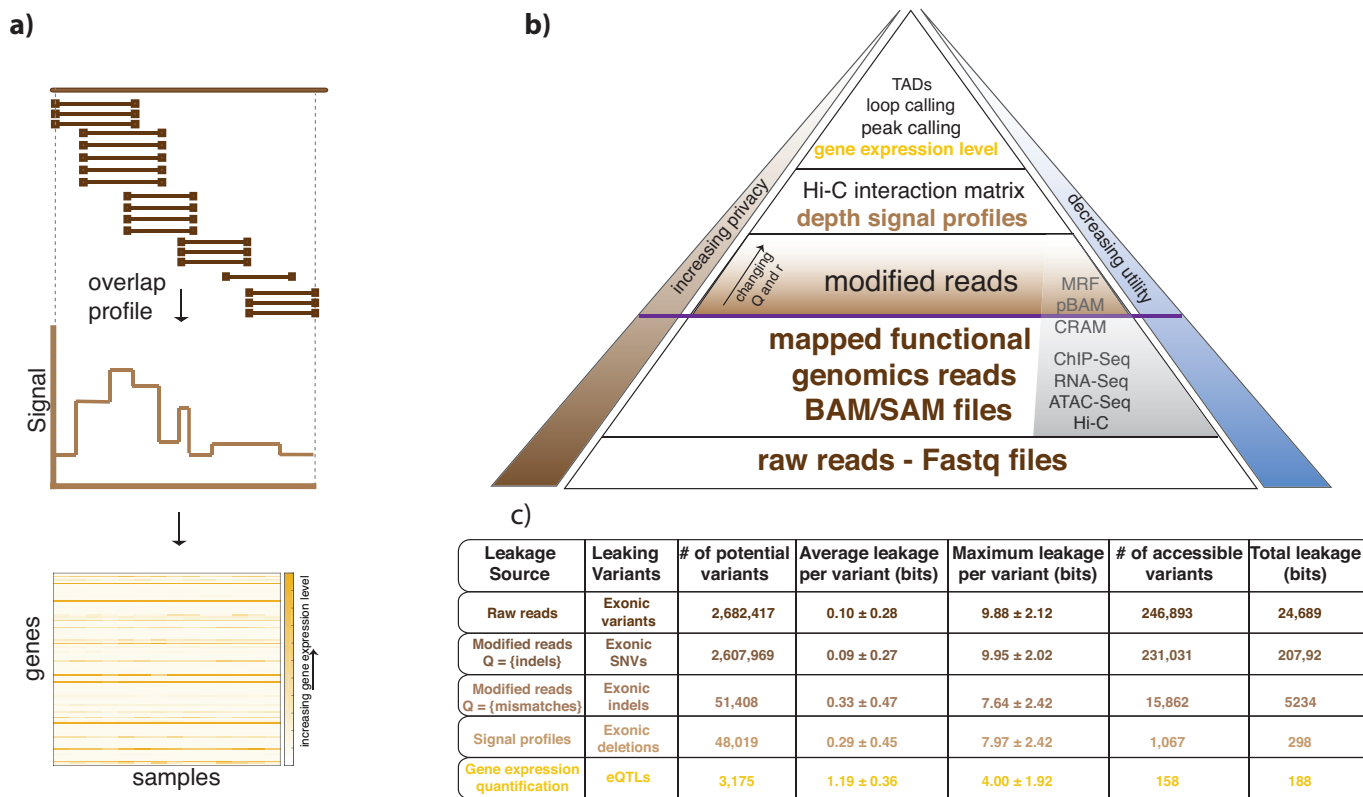 a)
overlap
profile
Signal
genes
samples
increasing gene expression level
b)
TADs
loop calling
peak calling
gene expression level
Hi-C interaction matrix
depth signal profiles
increasing privacy
decreasing utility
changing
Q and r
modified reads
MRF
pBAM
CRAM
mapped functional
genomics reads
BAM/SAM files
ChIP-Seq
RNA-Seq
ATAC-Seq
Hi-C
raw reads - Fastq files
c)
Leakage Source | Leaking Variants | # of potential variants | Average leakage per variant (bits) | Maximum leakage per variant (bits) | # of accessible variants | Total leakage (bits)
Raw reads | Exonic variants | 2,682,417 | 0.10 ± 0.28 | 9.88 ± 2.12 | 246,893 | 24,689
Modified reads Q = {indels} | Exonic SNVs | 2,607,969 | 0.09 ± 0.27 | 9.95 ± 2.02 | 231,031 | 207,92
Modified reads Q = {mismatches} | Exonic indels | 51,408 | 0.33 ± 0.47 | 7.64 ± 2.42 | 15,862 | 5234
Signal profiles | Exonic deletions | 48,019 | 0.29 ± 0.45 | 7.97 ± 2.42 | 1,067 | 298
Gene expression quantification | eQTLs | 3,175 | 1.19 ± 0.36 | 4.00 ± 1.92 | 158 | 188